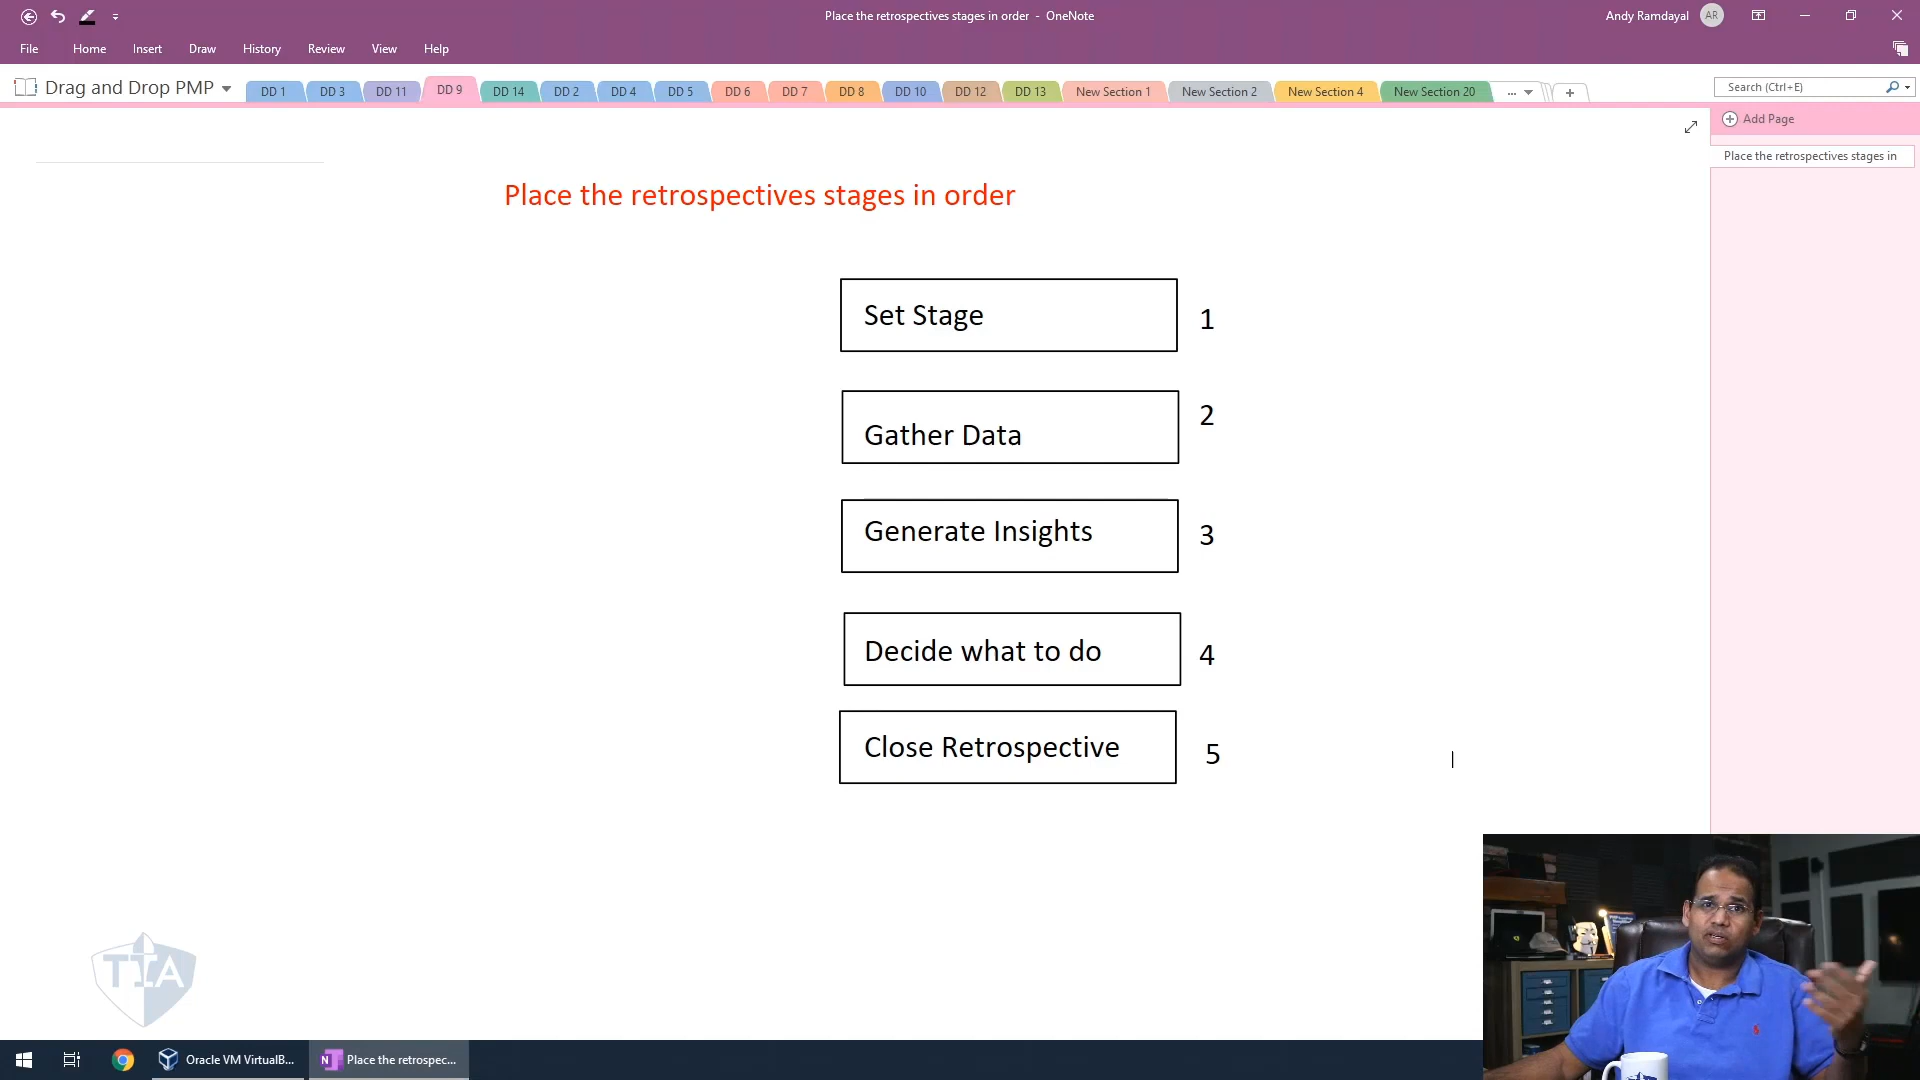 Place the retrospectives stages in order - OneNote
Andy Ramdayal
AR
File Home Insert Draw History Review View Help
Drag and Drop PMP
DD 1 DD 3 DD 11 DD 9 DD 14 DD 2 DD 4 DD 5 DD 6 DD 7 DD 8 DD 10 DD 12 DD 13 New Section 1 New Section 2 New Section 4 New Section 20 ...
Search (Ctrl+E)
Add Page
Place the retrospectives stages in
Place the retrospectives stages in order
Set Stage 1
Gather Data 2
Generate Insights 3
Decide what to do 4
Close Retrospective 5
TIA
Oracle VM VirtualB...
N
Place the retrospec...